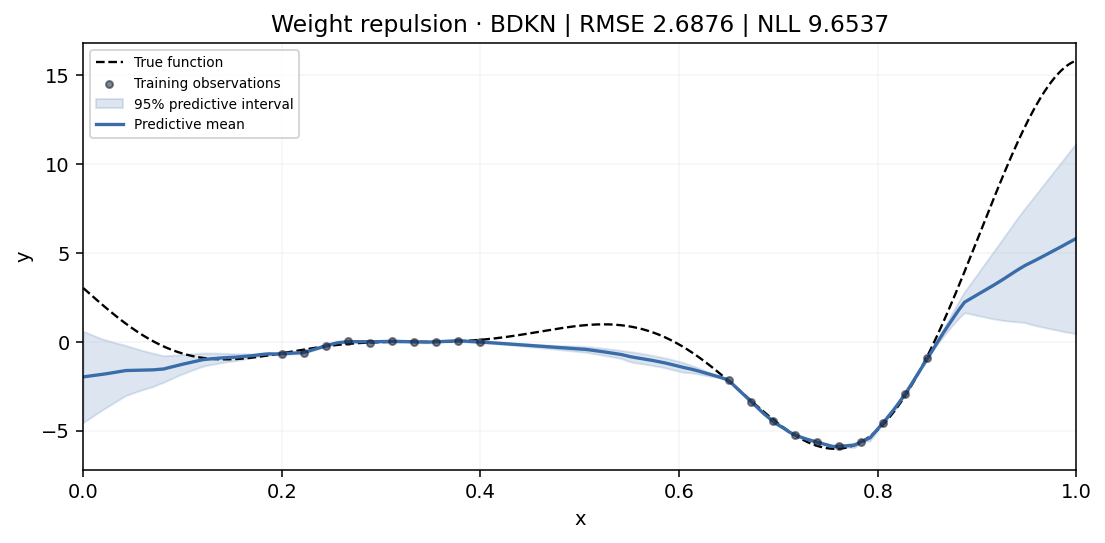 Weight repulsion · BDKN | RMSE 2.6876 | NLL 9.6537
True function
Training observations
95% predictive interval
Predictive mean
15
10
5
0
−5
y
0.0 0.2 0.4 0.6 0.8 1.0
x